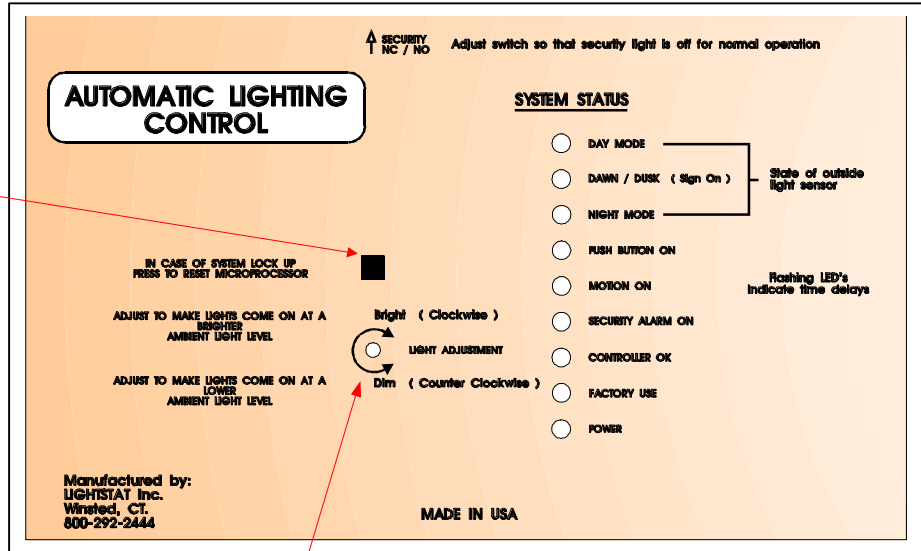 SECURITY
NC / NO
Adjust switch so that security light is off for normal operation
AUTOMATIC LIGHTING
CONTROL
SYSTEM STATUS
DAY MODE
DAWN / DUSK ( Sign On )
NIGHT MODE
State of outside
light sensor
PUSH BUTTON ON
MOTION ON
SECURITY ALARM ON
CONTROLLER OK
FACTORY USE
POWER
Flashing LED's
indicate time delays
IN CASE OF SYSTEM LOCK UP
PRESS TO RESET MICROPROCESSOR
ADJUST TO MAKE LIGHTS COME ON AT A
BRIGHTER
AMBIENT LIGHT LEVEL
Bright ( Clockwise )
LIGHT ADJUSTMENT
Dim ( Counter Clockwise )
ADJUST TO MAKE LIGHTS COME ON AT A
LOWER
AMBIENT LIGHT LEVEL
Manufactured by:
LIGHTSTAT Inc.
Winsted, CT.
800-292-2444
MADE IN USA